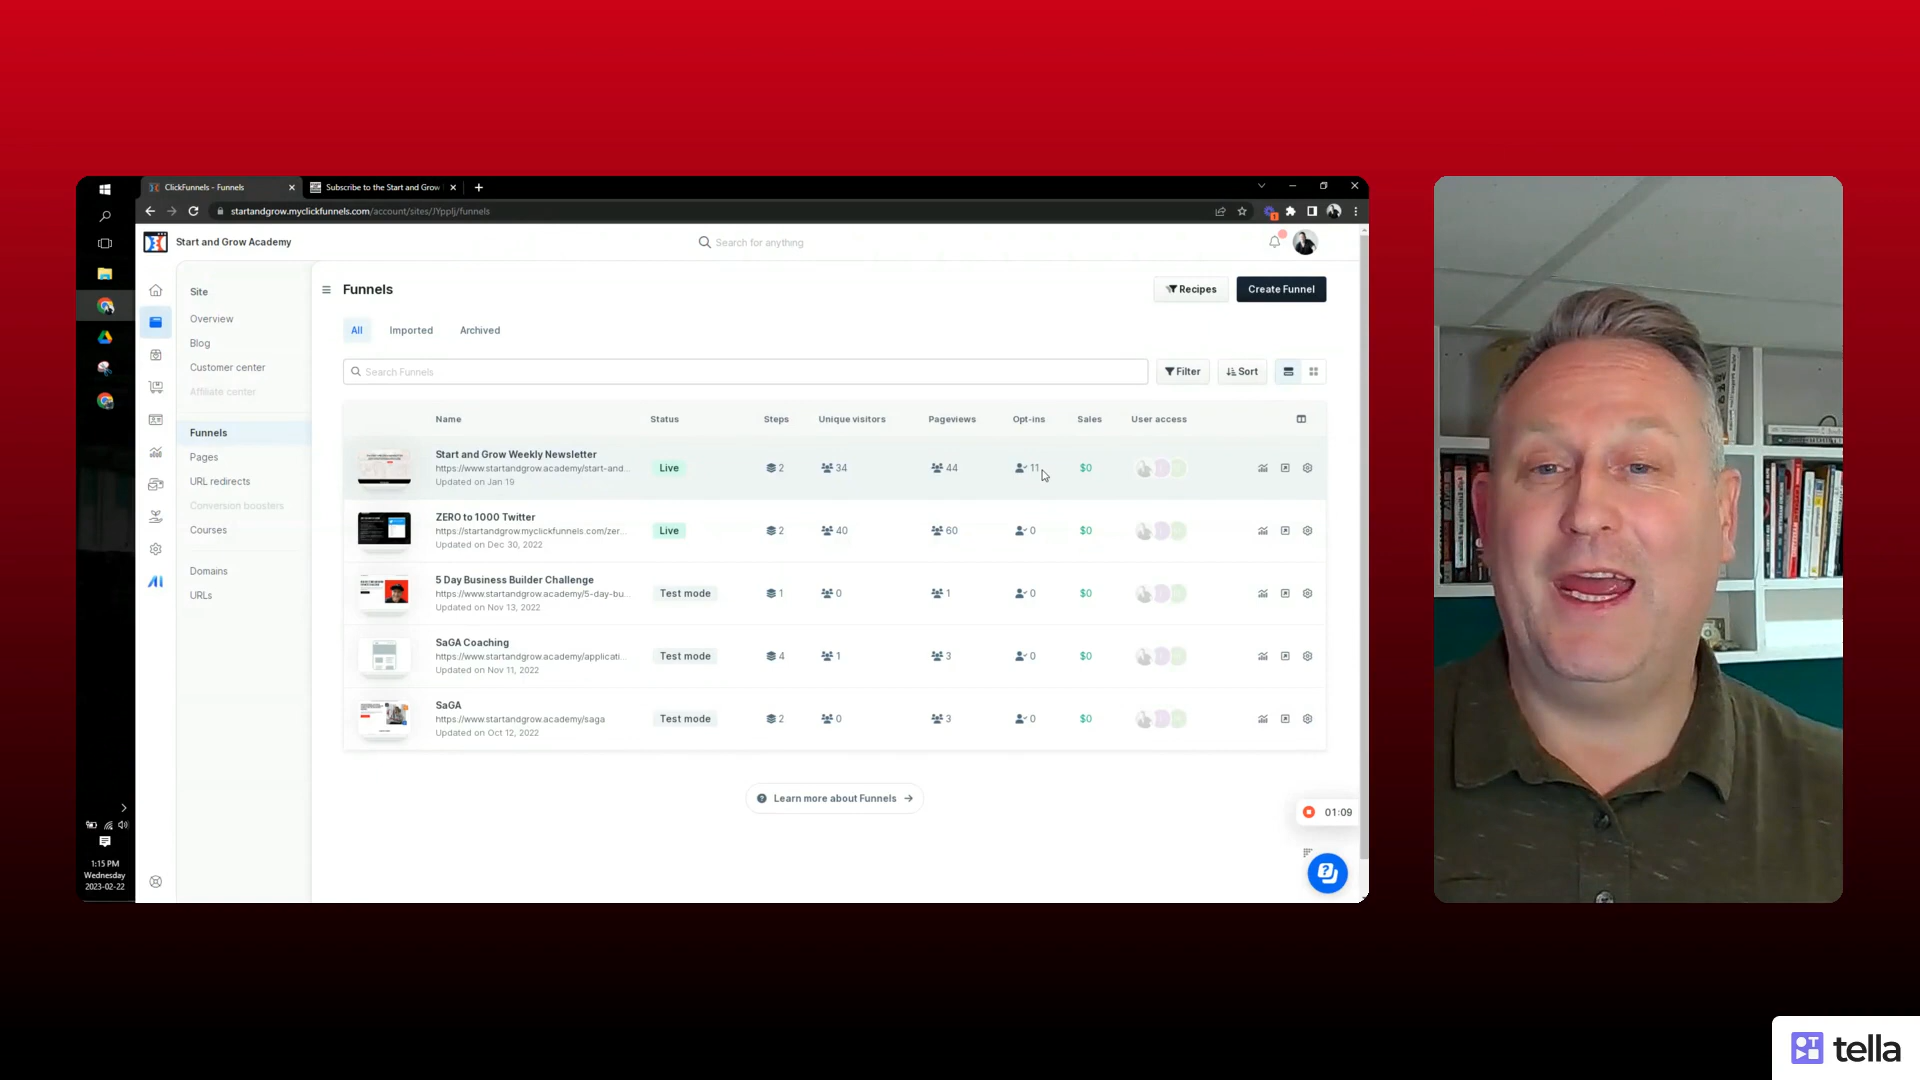 ClickFunnels - Funnels
Subscribe to the Start and Grow
startandgrow.myclickfunnels.com/account/sites/JYpplj/funnels
Start and Grow Academy
Search for anything
Site
Overview
Blog
Customer center
Affiliate center
Funnels
Pages
URL redirects
Conversion boosters
Courses
Domains
URLs
Funnels
Recipes
Create Funnel
All
Imported
Archived
Search Funnels
Filter
Sort
Name Status Steps Unique visitors Pageviews Opt-ins Sales User access
Start and Grow Weekly Newsletter
https://www.startandgrow.academy/start-and...
Updated on Jan 19
Live 2 34 44 11 $0
ZERO to 1000 Twitter
https://startandgrow.myclickfunnels.com/zer...
Updated on Dec 30, 2022
Live 2 40 60 0 $0
5 Day Business Builder Challenge
https://www.startandgrow.academy/5-day-bu...
Updated on Nov 13, 2022
Test mode 1 0 1 0 $0
SaGA Coaching
https://www.startandgrow.academy/applicati...
Updated on Nov 11, 2022
Test mode 4 1 3 0 $0
SaGA
https://www.startandgrow.academy/saga
Updated on Oct 12, 2022
Test mode 2 0 3 0 $0
Learn more about Funnels
01:09
1:15 PM
Wednesday
2023-02-22
tella